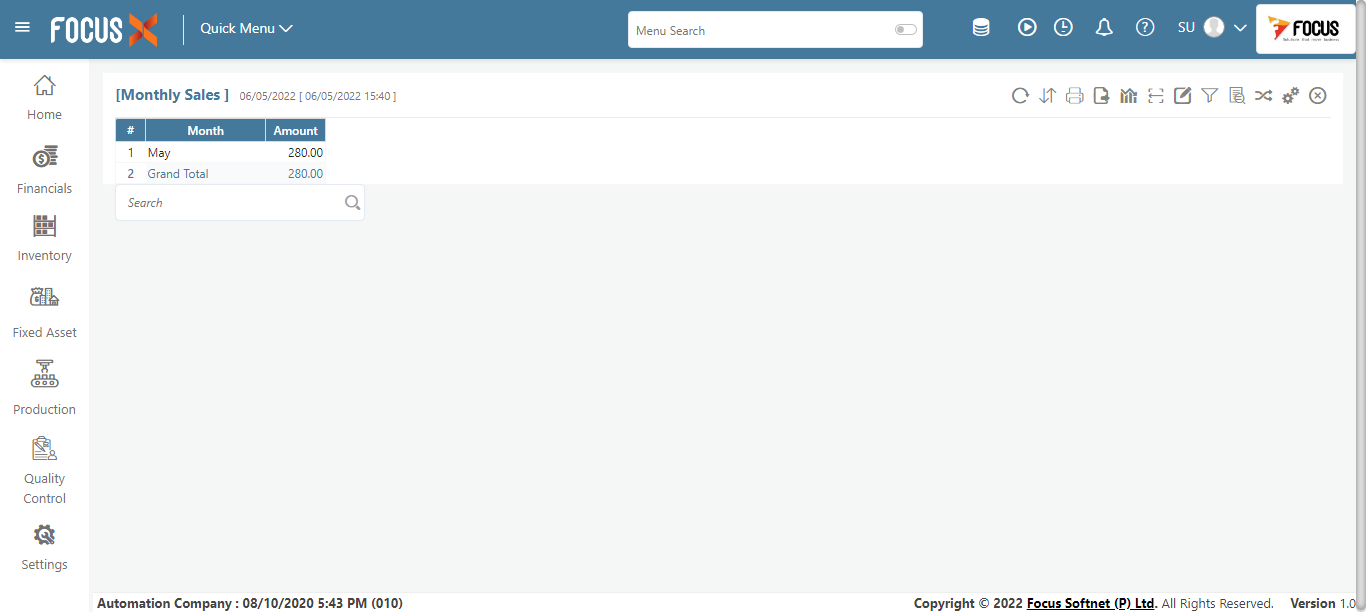 FOCUS X Quick Menu Menu Search SU FOCUS
[Monthly Sales ] 06/05/2022 [ 06/05/2022 15:40 ]
# Month Amount
1 May 280.00
2 Grand Total 280.00
Search
Home
Financials
Inventory
Fixed Asset
Production
Quality
Control
Settings
Automation Company : 08/10/2020 5:43 PM (010) Copyright © 2022 Focus Softnet (P) Ltd. All Rights Reserved. Version 1.0